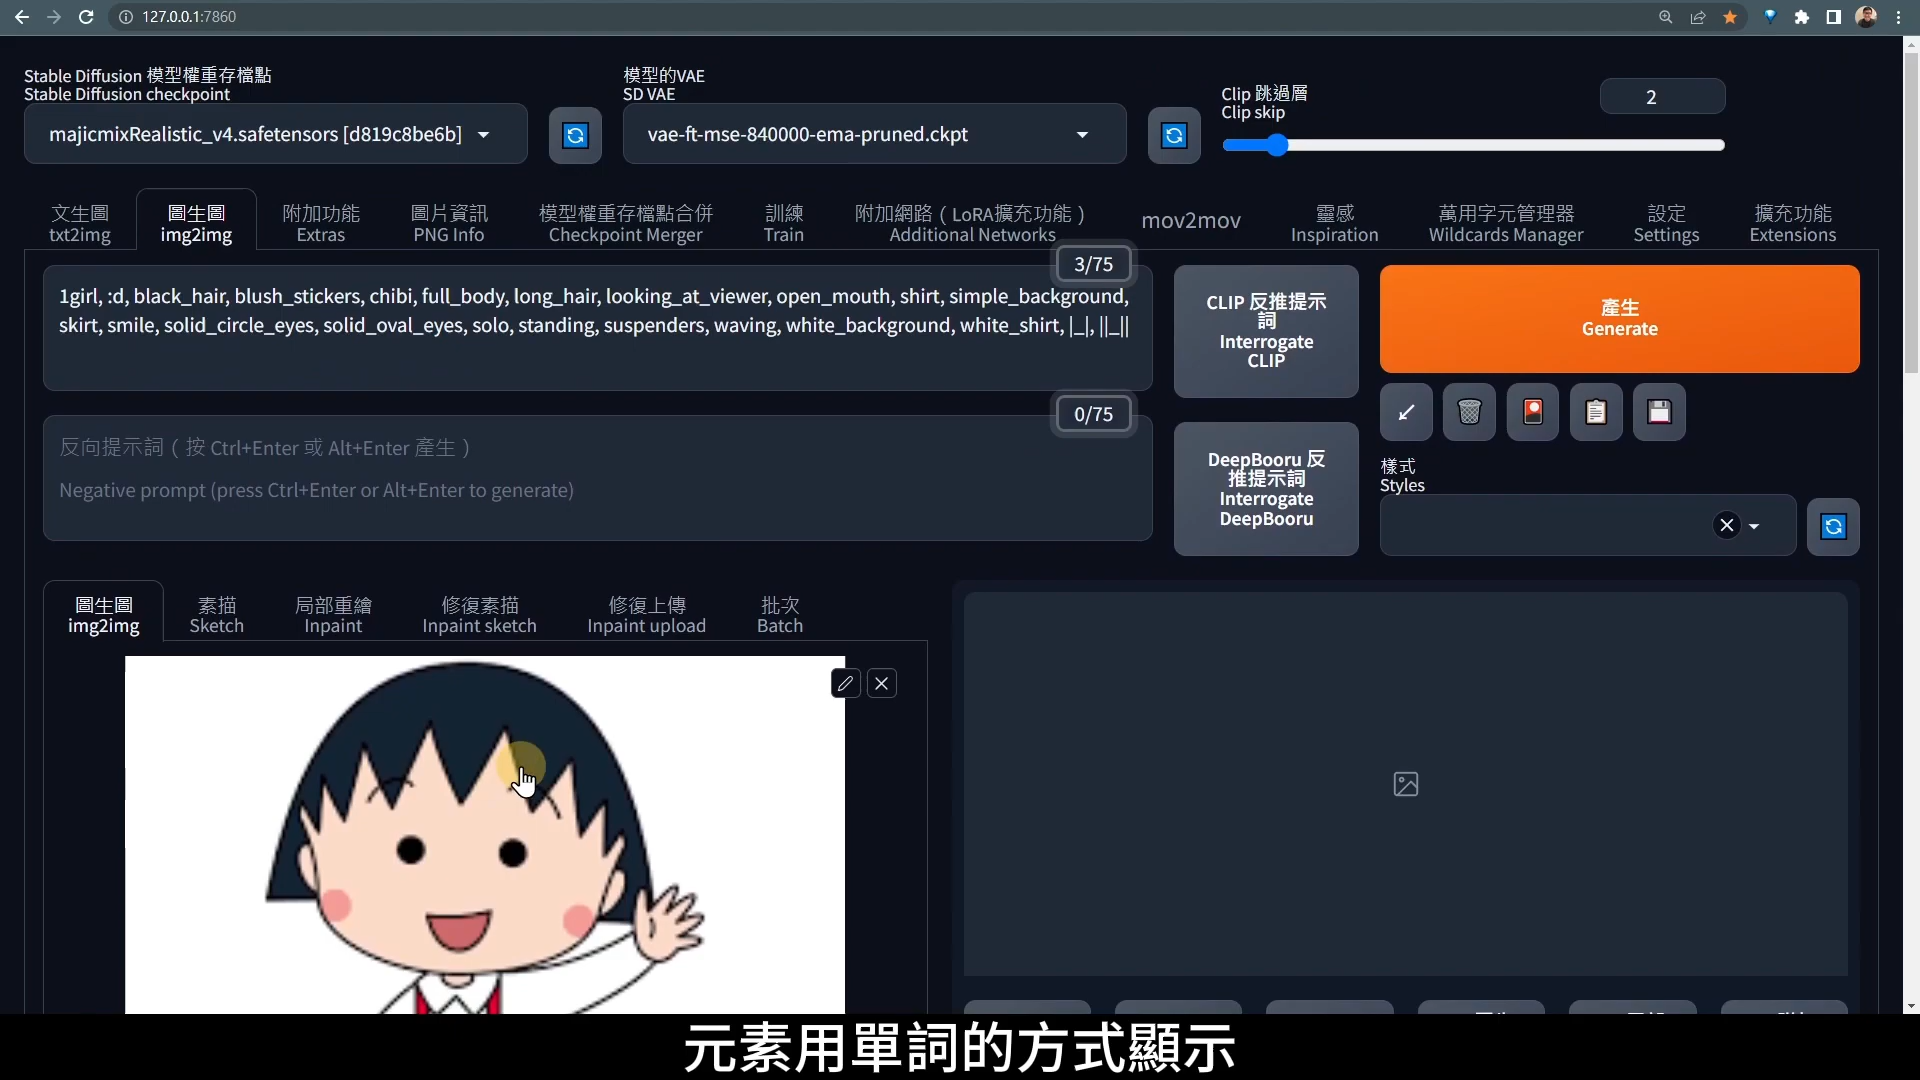 127.0.0.1:7860
Stable Diffusion 模型權重存檔點
Stable Diffusion checkpoint
majicmixRealistic_v4.safetensors [d819c8be6b]
模型的VAE
SD VAE
vae-ft-mse-840000-ema-pruned.ckpt
Clip 跳過層
Clip skip
2
文生圖
txt2img
圖生圖
img2img
附加功能
Extras
圖片資訊
PNG Info
模型權重存檔點合併
Checkpoint Merger
訓練
Train
附加網路（LoRA擴充功能）
Additional Networks
mov2mov
靈感
Inspiration
萬用字元管理器
Wildcards Manager
設定
Settings
擴充功能
Extensions
3/75
1girl, :d, black_hair, blush_stickers, chibi, full_body, long_hair, looking_at_viewer, open_mouth, shirt, simple_background,
skirt, smile, solid_circle_eyes, solid_oval_eyes, solo, standing, suspenders, waving, white_background, white_shirt, |_|, ||_||
0/75
反向提示詞（按 Ctrl+Enter 或 Alt+Enter 產生）
Negative prompt (press Ctrl+Enter or Alt+Enter to generate)
CLIP 反推提示
詞
Interrogate
CLIP
DeepBooru 反
推提示詞
Interrogate
DeepBooru
產生
Generate
樣式
Styles
圖生圖
img2img
素描
Sketch
局部重繪
Inpaint
修復素描
Inpaint sketch
修復上傳
Inpaint upload
批次
Batch
元素用單詞的方式顯示